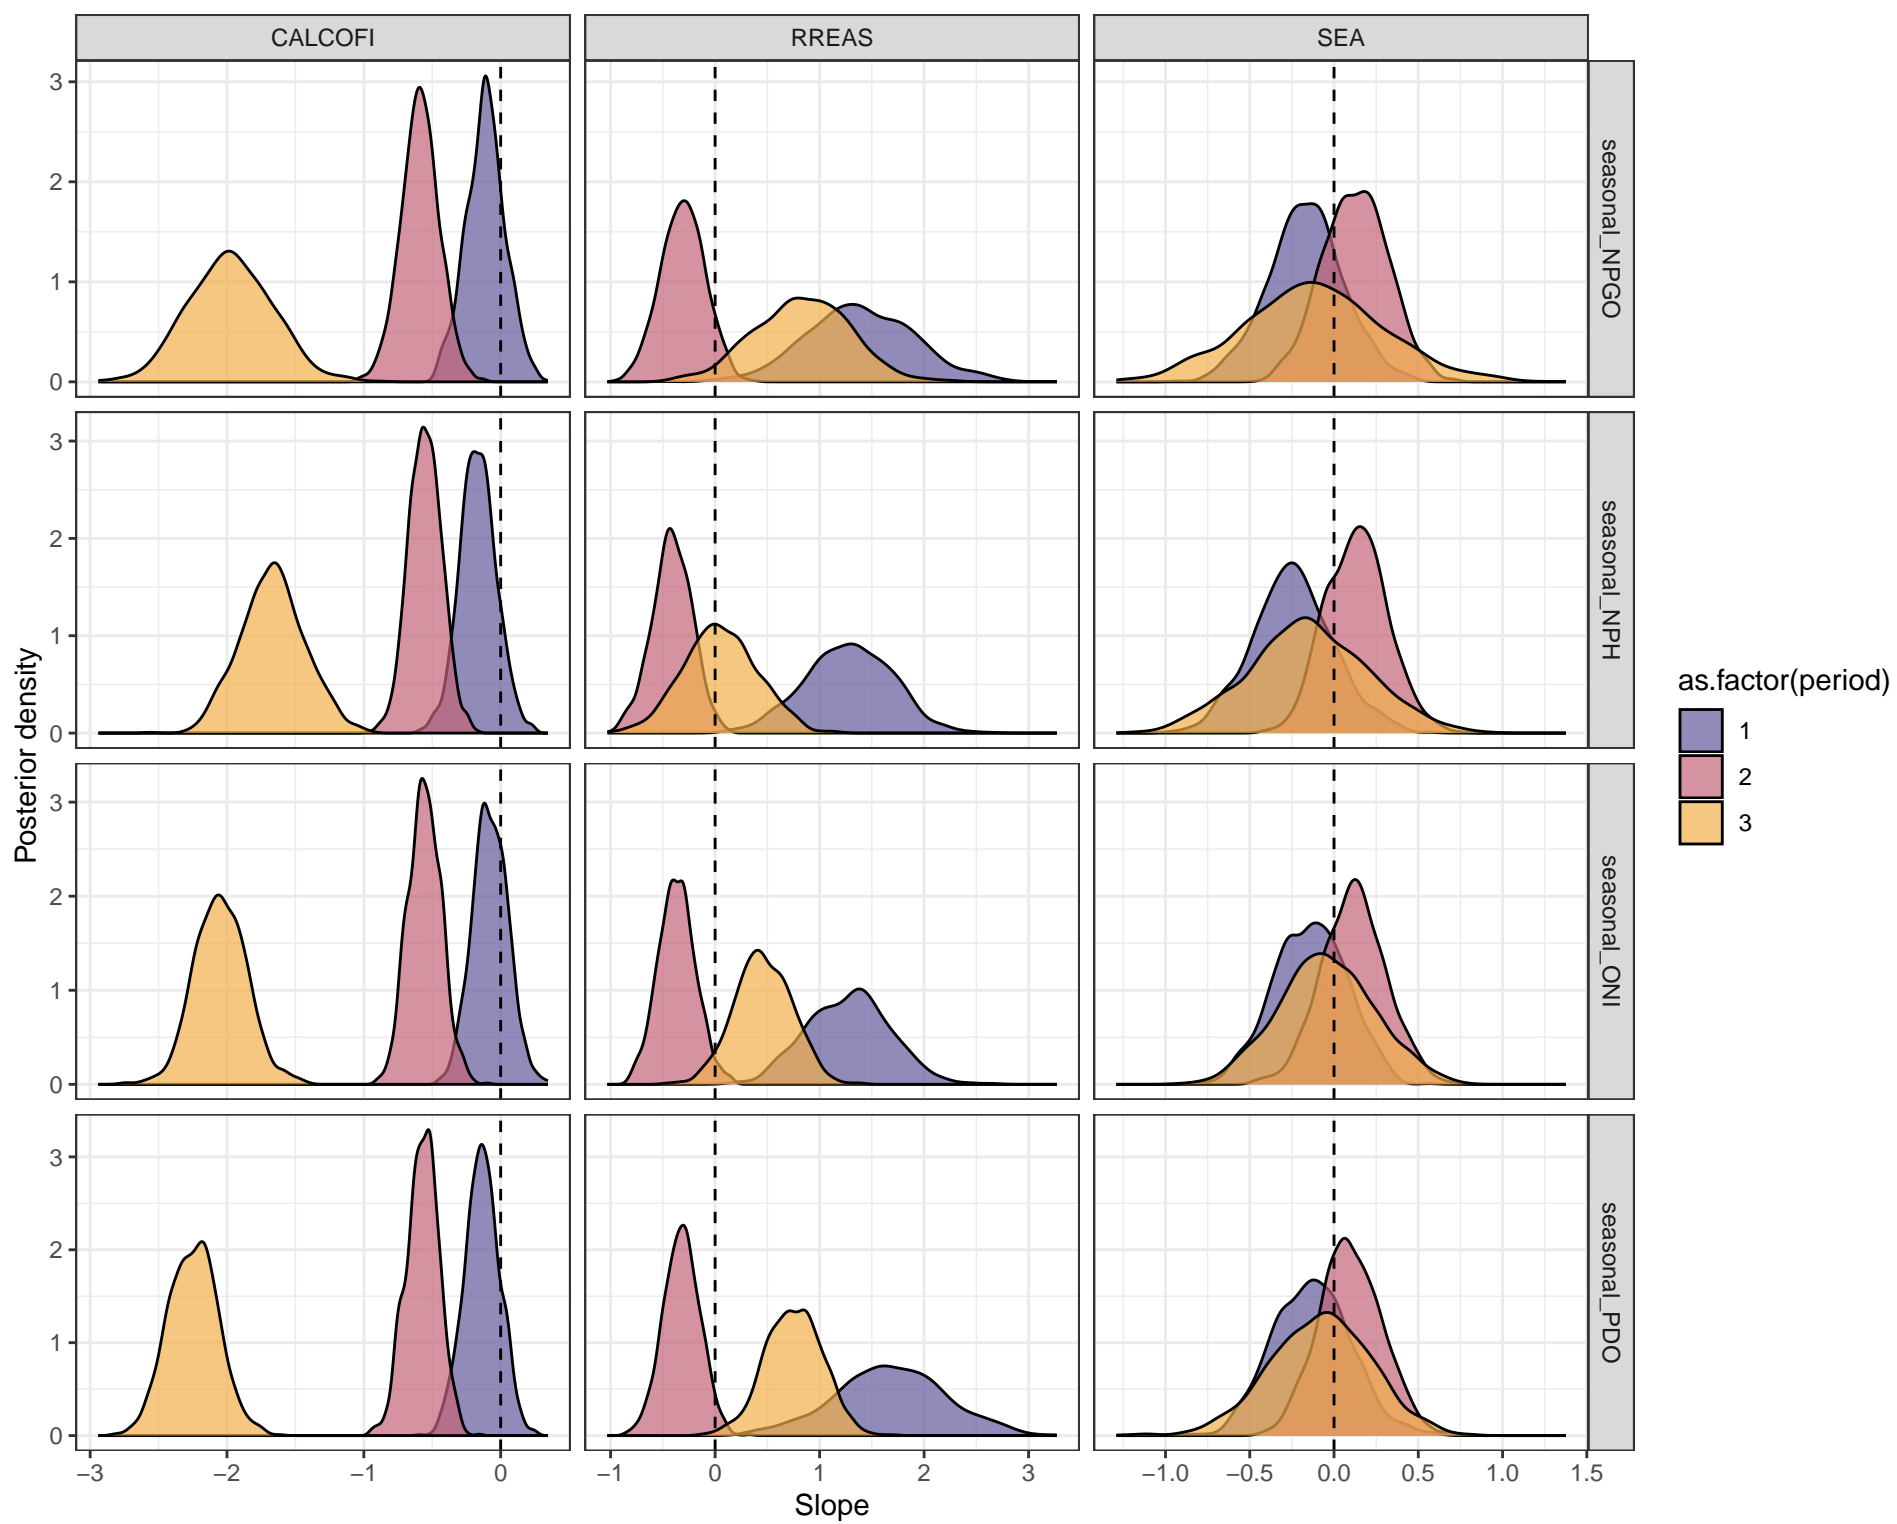 CALCOFI RREAS SEA
3
2
1
0
seasonal_NPGO
3
2
1
0
seasonal_NPH
3
2
1
0
seasonal_ONI
3
2
1
0
seasonal_PDO
Posterior density
−3 −2 −1 0 −1 0 1 2 3 −1.0 −0.5 0.0 0.5 1.0 1.5
Slope
as.factor(period)
1
2
3